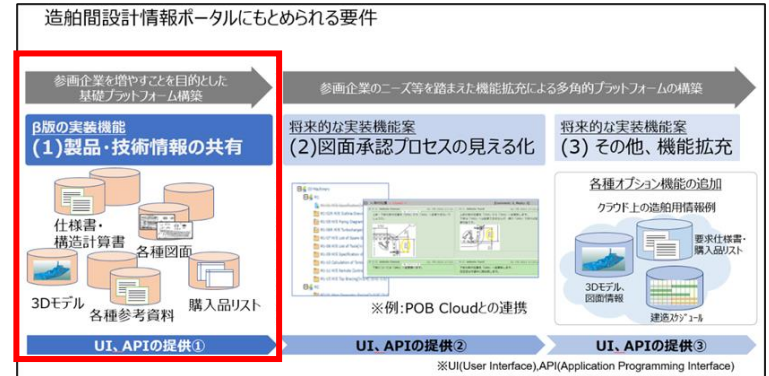 造船間設計情報ポータルにもとめられる要件
参画企業を増やすことを目的とした
基礎プラットフォーム構築
参画企業のニーズ等を踏まえた機能拡充による多角的プラットフォームの構築
β版の実装機能
(1)製品・技術情報の共有
将来的な実装機能案
(2)図面承認プロセスの見える化
将来的な実装機能案
(3) その他、機能拡充
仕様書・
構造計算書
各種図面
3Dモデル
各種参考資料
購入品リスト
※例:POB Cloudとの連携
各種オプション機能の追加
クラウド上の造船用情報例
要求仕様書・
購入品リスト
3Dモデル、
図面情報
建造スケジュール
UI、APIの提供①
UI、APIの提供②
UI、APIの提供③
※UI(User Interface),API(Application Programming Interface)